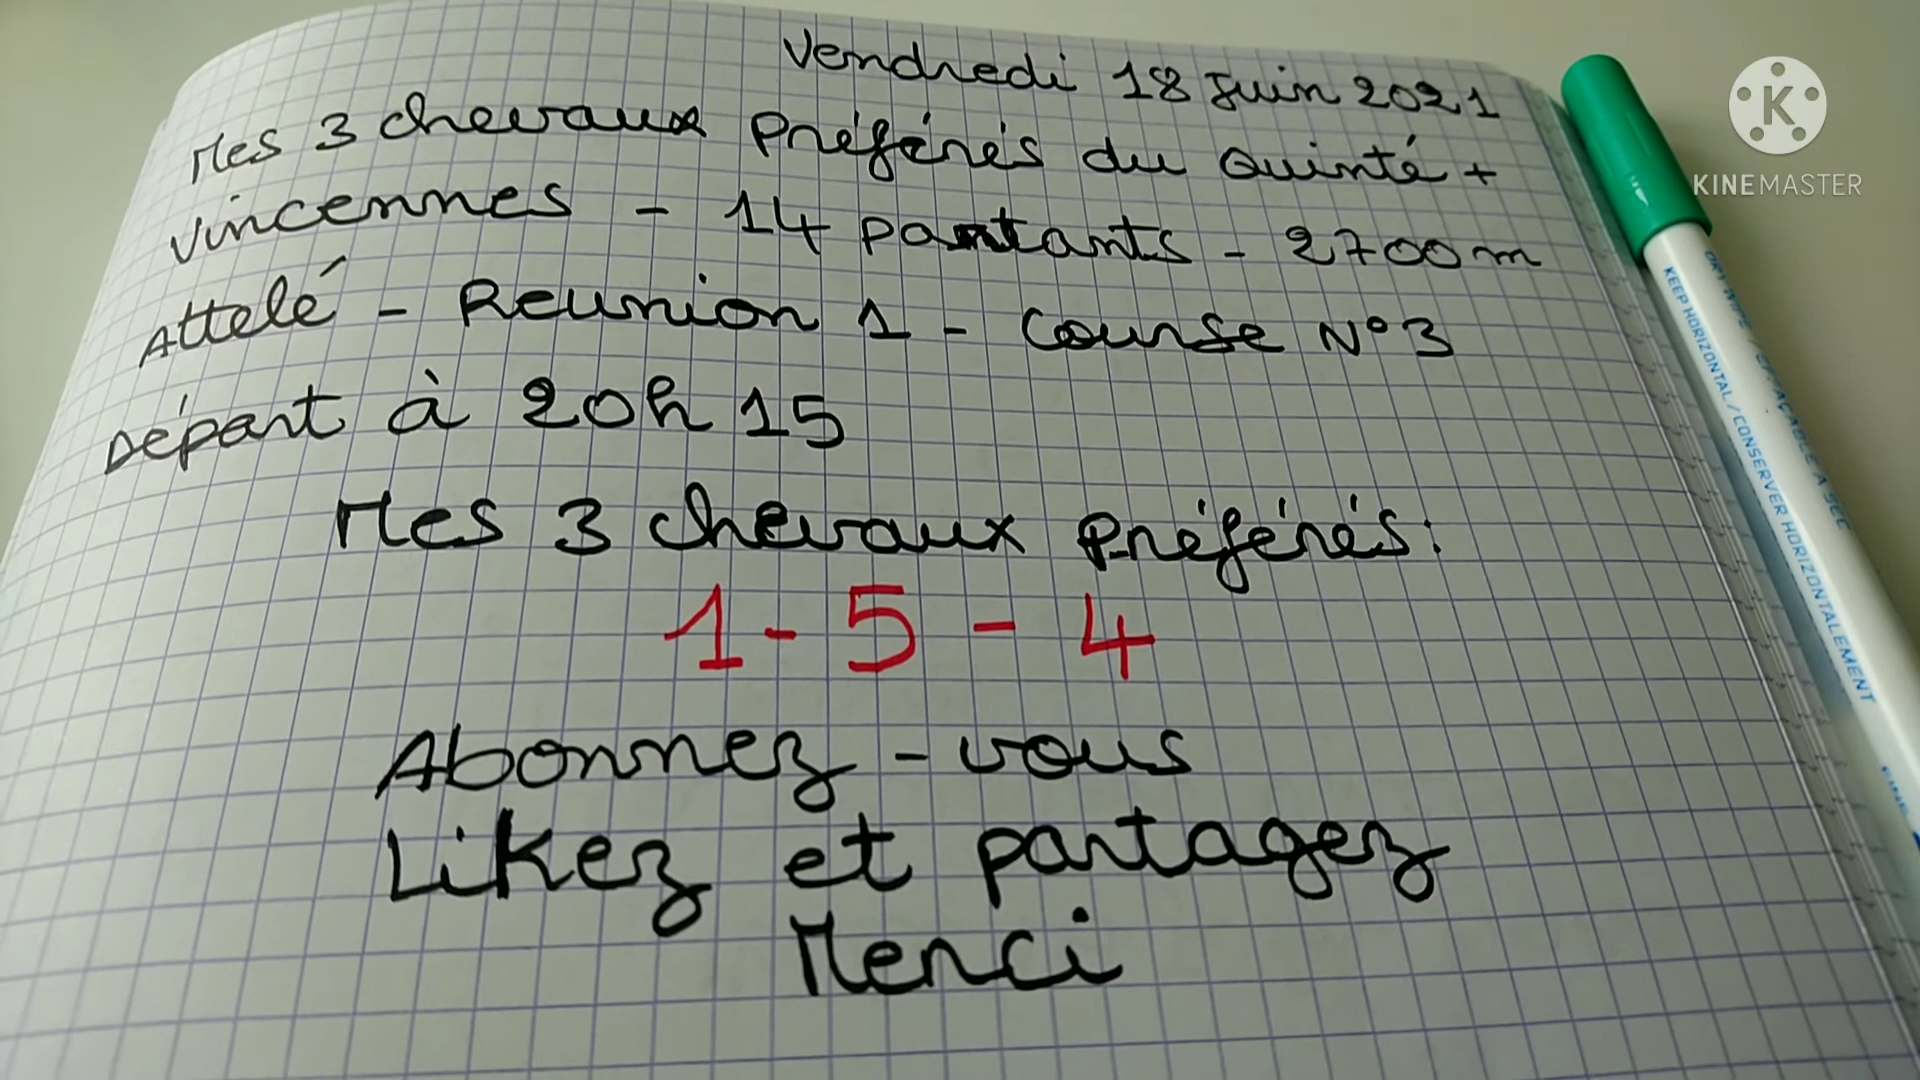 Vendredi 18 Juin 2021
Mes 3 chevaux Préférés du Quinté +
Vincennes - 14 partants - 2700m
Attelé - Reunion 1 - Course N°3
Départ à 20h15
Mes 3 chevaux Préférés :
1 - 5 - 4
Abonnez-vous
Likez et partagez
Merci
KINEMASTER
KEEP HORIZONTAL / CONSERVER HORIZONTALEMENT